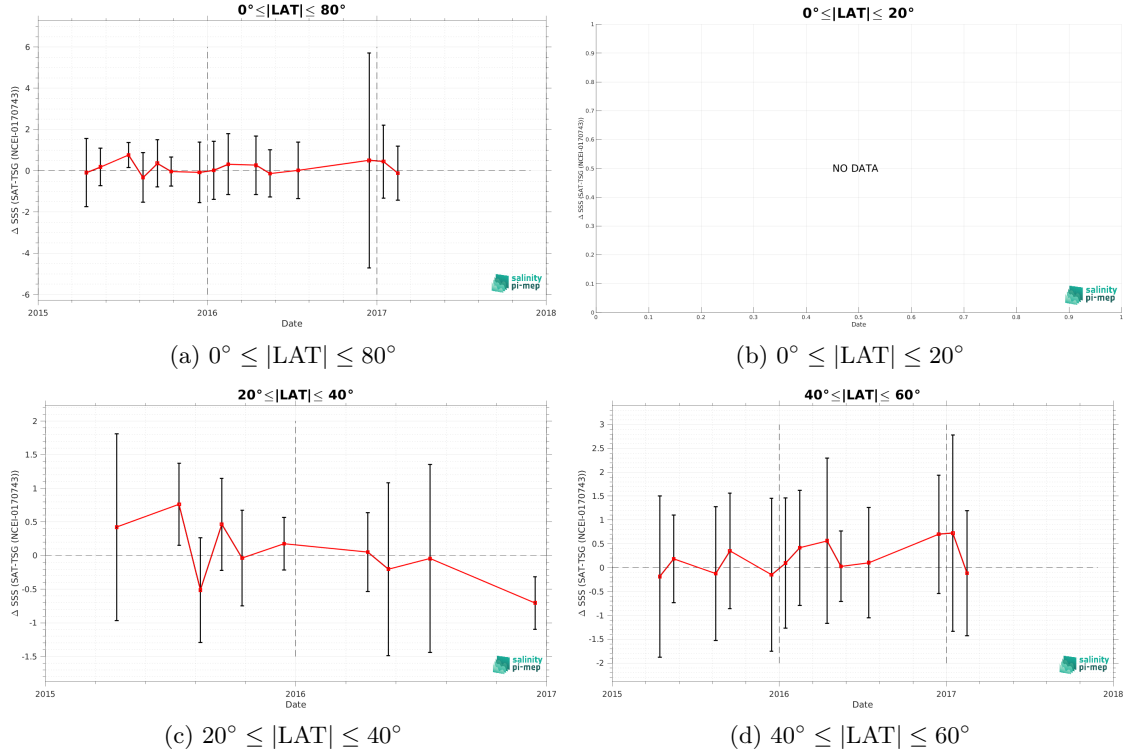 0°≤|LAT|≤ 80°
6
4
2
0
-2
-4
-6
Δ SSS (SAT-TSG (NCEI-0170743))
2015
2016
2017
2018
Date
salinity
pi-mep
(a) 0° ≤ |LAT| ≤ 80°
0°≤|LAT|≤ 20°
1
0.9
0.8
0.7
0.6
0.5
0.4
0.3
0.2
0.1
0
Δ SSS (SAT-TSG (NCEI-0170743))
NO DATA
0
0.1
0.2
0.3
0.4
0.5
0.6
0.7
0.8
0.9
1
Date
salinity
pi-mep
(b) 0° ≤ |LAT| ≤ 20°
20°≤|LAT|≤ 40°
2
1.5
1
0.5
0
-0.5
-1
-1.5
Δ SSS (SAT-TSG (NCEI-0170743))
2015
2016
2017
Date
salinity
pi-mep
(c) 20° ≤ |LAT| ≤ 40°
40°≤|LAT|≤ 60°
3
2.5
2
1.5
1
0.5
0
-0.5
-1
-1.5
-2
Δ SSS (SAT-TSG (NCEI-0170743))
2015
2016
2017
2018
Date
salinity
pi-mep
(d) 40° ≤ |LAT| ≤ 60°